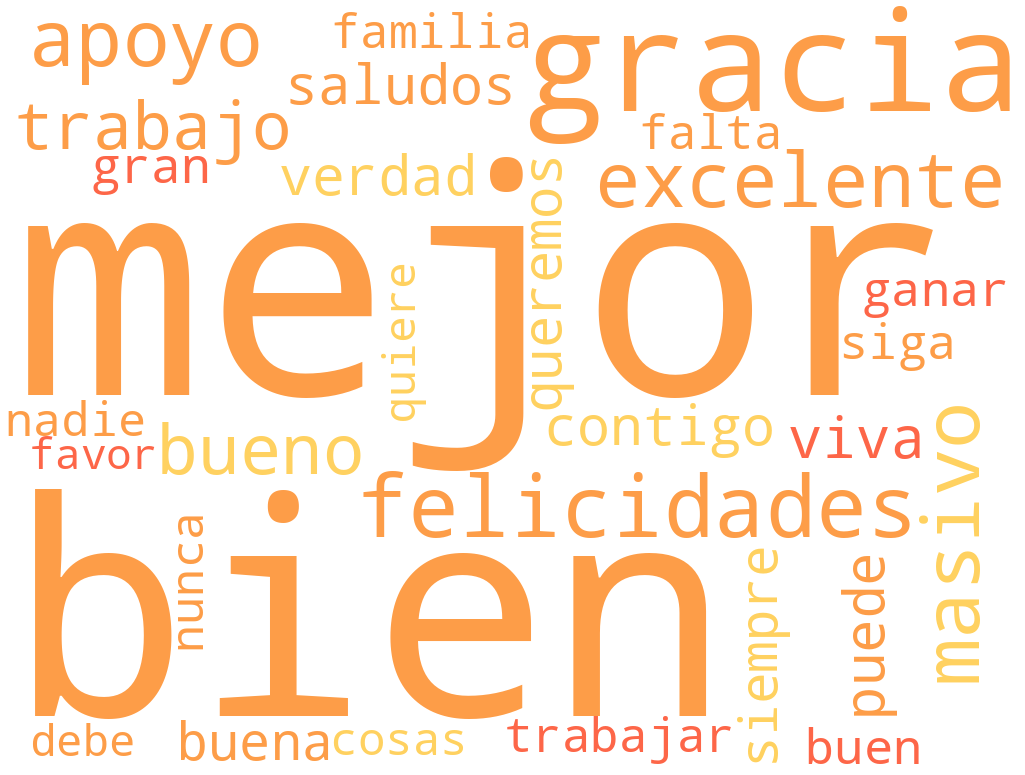 apoyo
familia
gracia
saludos
trabajo
falta
gran
verdad
queremos
excelente
mejor
quiere
ganar
siga
nadie
favor
bueno
contigo
viva
masivo
felicidades
bien
nunca
siempre
puede
debe
buena
cosas
trabajar
buen